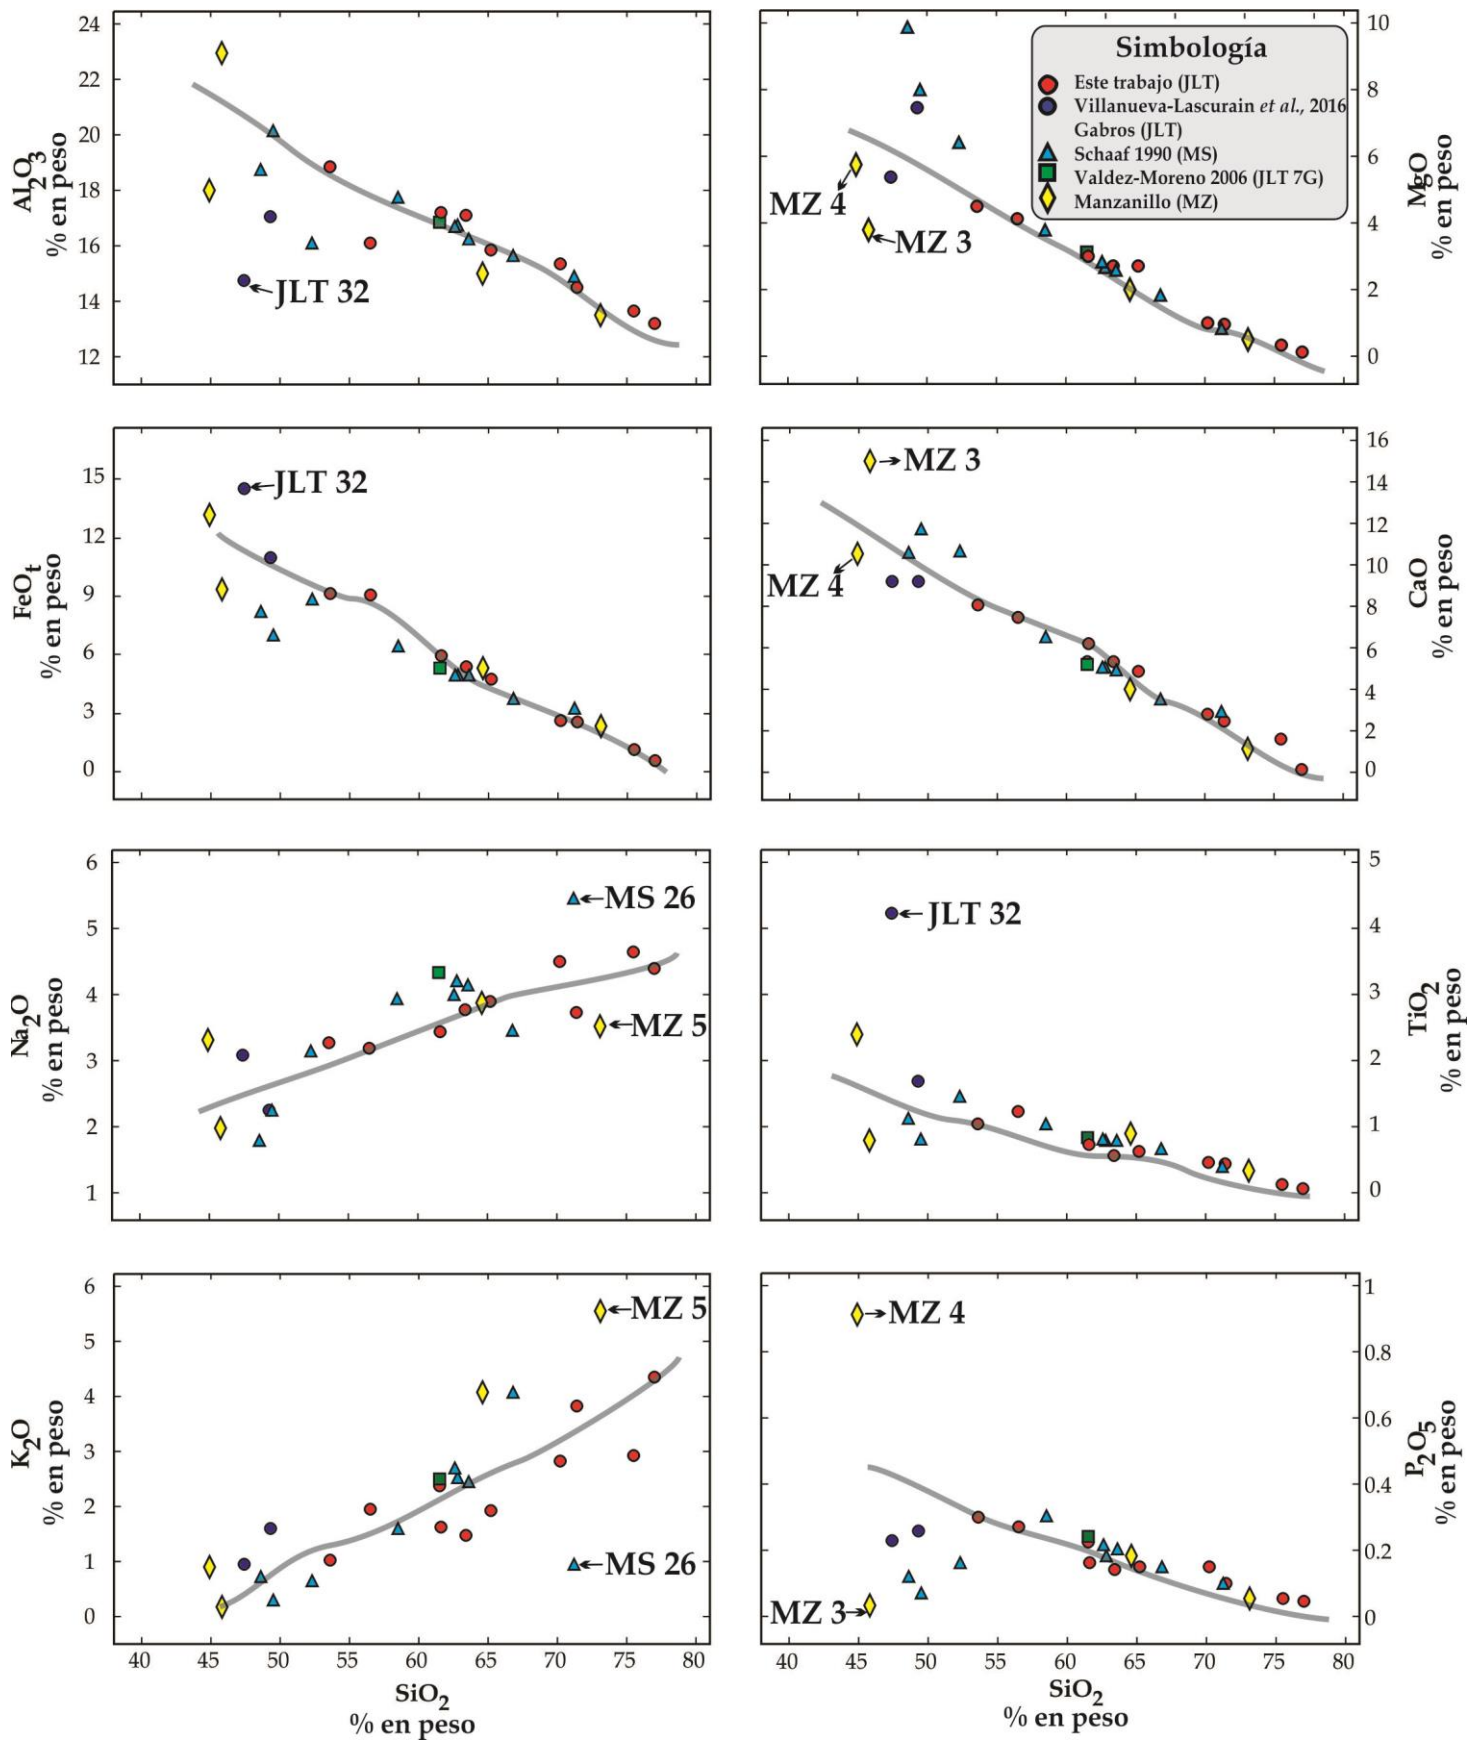 24
22
20
18
16
14
12
Al2O3
% en peso
JLT 32
10
8
6
4
2
0
MgO
% en peso
MZ 4
MZ 3
Simbología
Este trabajo (JLT)
Villanueva-Lascurain et al., 2016
Gabros (JLT)
Schaaf 1990 (MS)
Valdez-Moreno 2006 (JLT 7G)
Manzanillo (MZ)
15
12
9
6
3
0
FeOt
% en peso
JLT 32
16
14
12
10
8
6
4
2
0
CaO
% en peso
MZ 3
MZ 4
6
5
4
3
2
1
Na2O
% en peso
MS 26
MZ 5
5
4
3
2
1
0
TiO2
% en peso
JLT 32
6
5
4
3
2
1
0
K2O
% en peso
MZ 5
MS 26
40 45 50 55 60 65 70 75 80
SiO2
% en peso
1
0.8
0.6
0.4
0.2
0
P2O5
% en peso
MZ 4
MZ 3
40 45 50 55 60 65 70 75 80
SiO2
% en peso